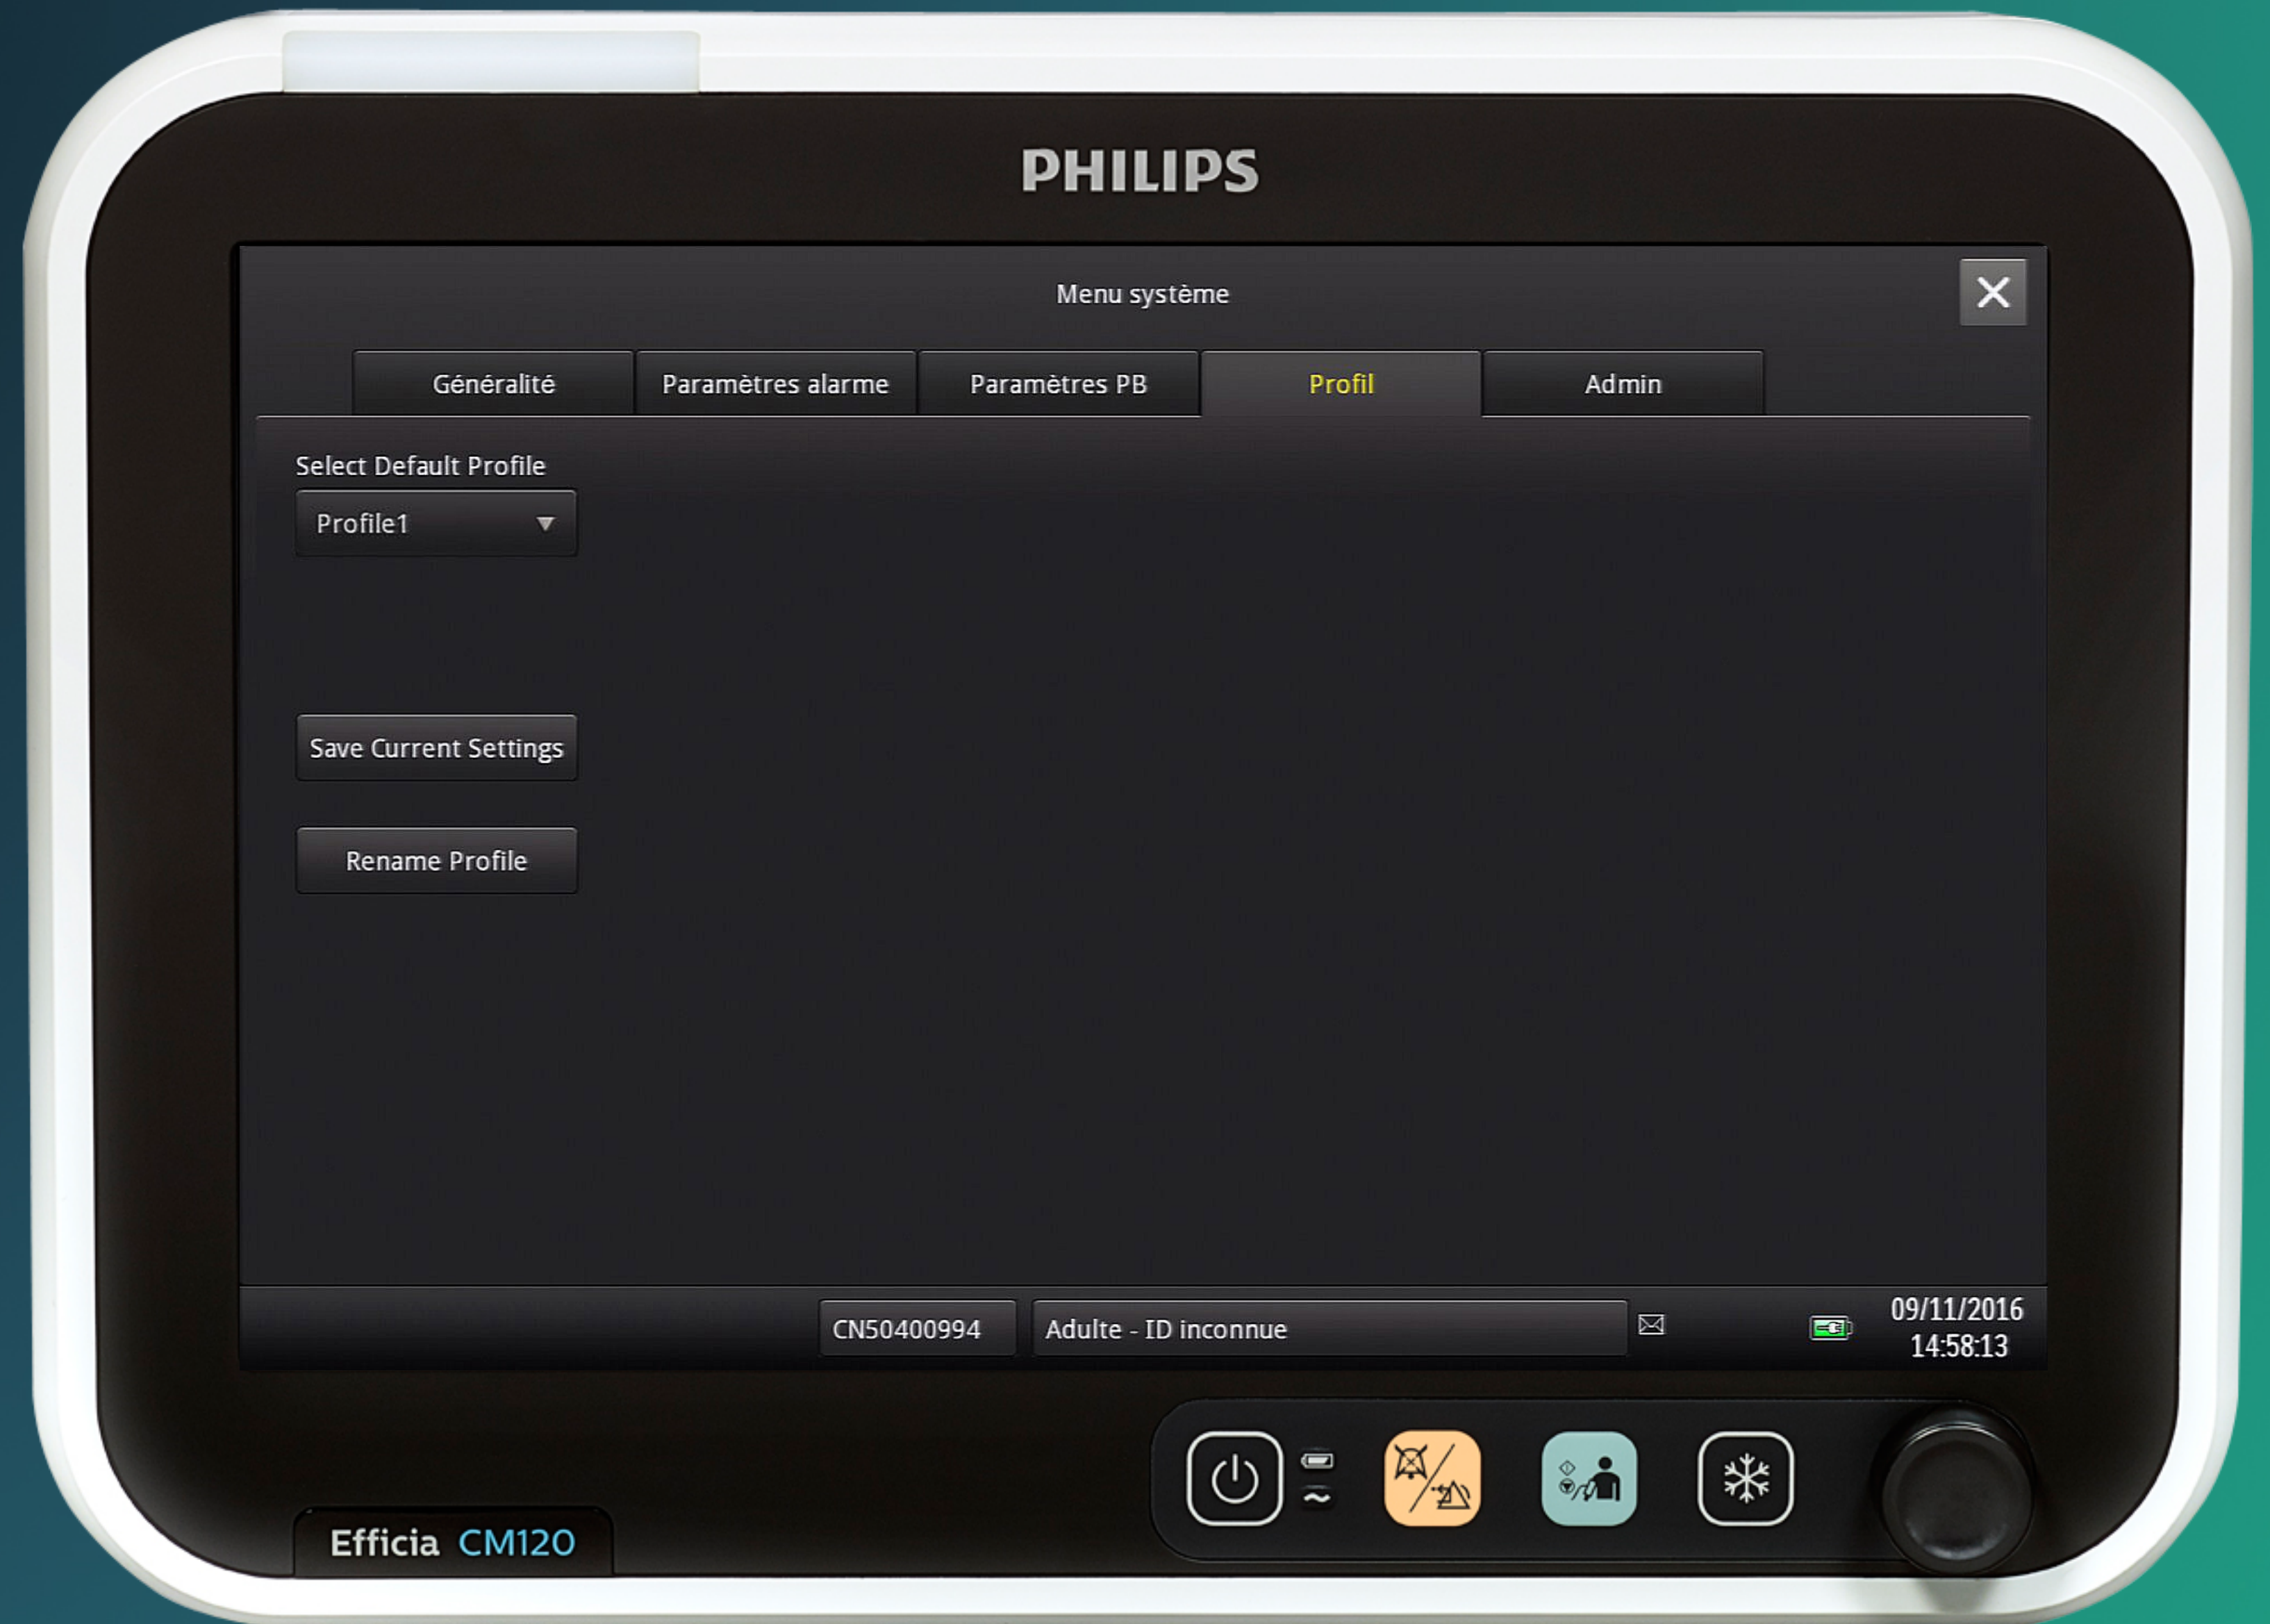 PHILIPS
Menu système
Généralité
Paramètres alarme
Paramètres PB
Profil
Admin
Select Default Profile
Profile1
Save Current Settings
Rename Profile
CN50400994
Adulte - ID inconnue
09/11/2016
14:58:13
Efficia CM120